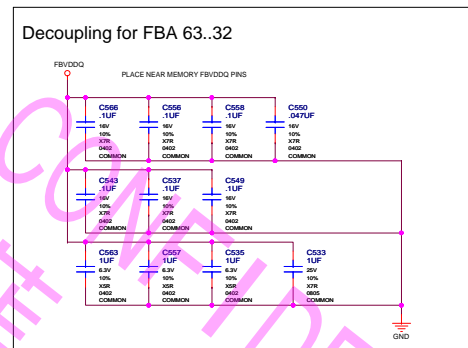 Decoupling for FBA 63..32
FBVDDQ
PLACE NEAR MEMORY FBVDDQ PINS
C566 C556 C558 C550
.1UF .1UF .1UF .047UF
16V 16V 16V 16V
10% 10% 10% 10%
X7R X7R X7R X7R
0402 0402 0402 0402
COMMON COMMON COMMON COMMON
C543 C537 C549
.1UF .1UF .1UF
16V 16V 16V
10% 10% 10%
X7R X7R X7R
0402 0402 0402
COMMON COMMON COMMON
C563 C557 C535 C533
1UF 1UF 1UF 1UF
6.3V 6.3V 6.3V 25V
10% 10% 10% 10%
X5R X5R X5R X7R
0402 0402 0402 0805
COMMON COMMON COMMON COMMON
GND
CONFIDE